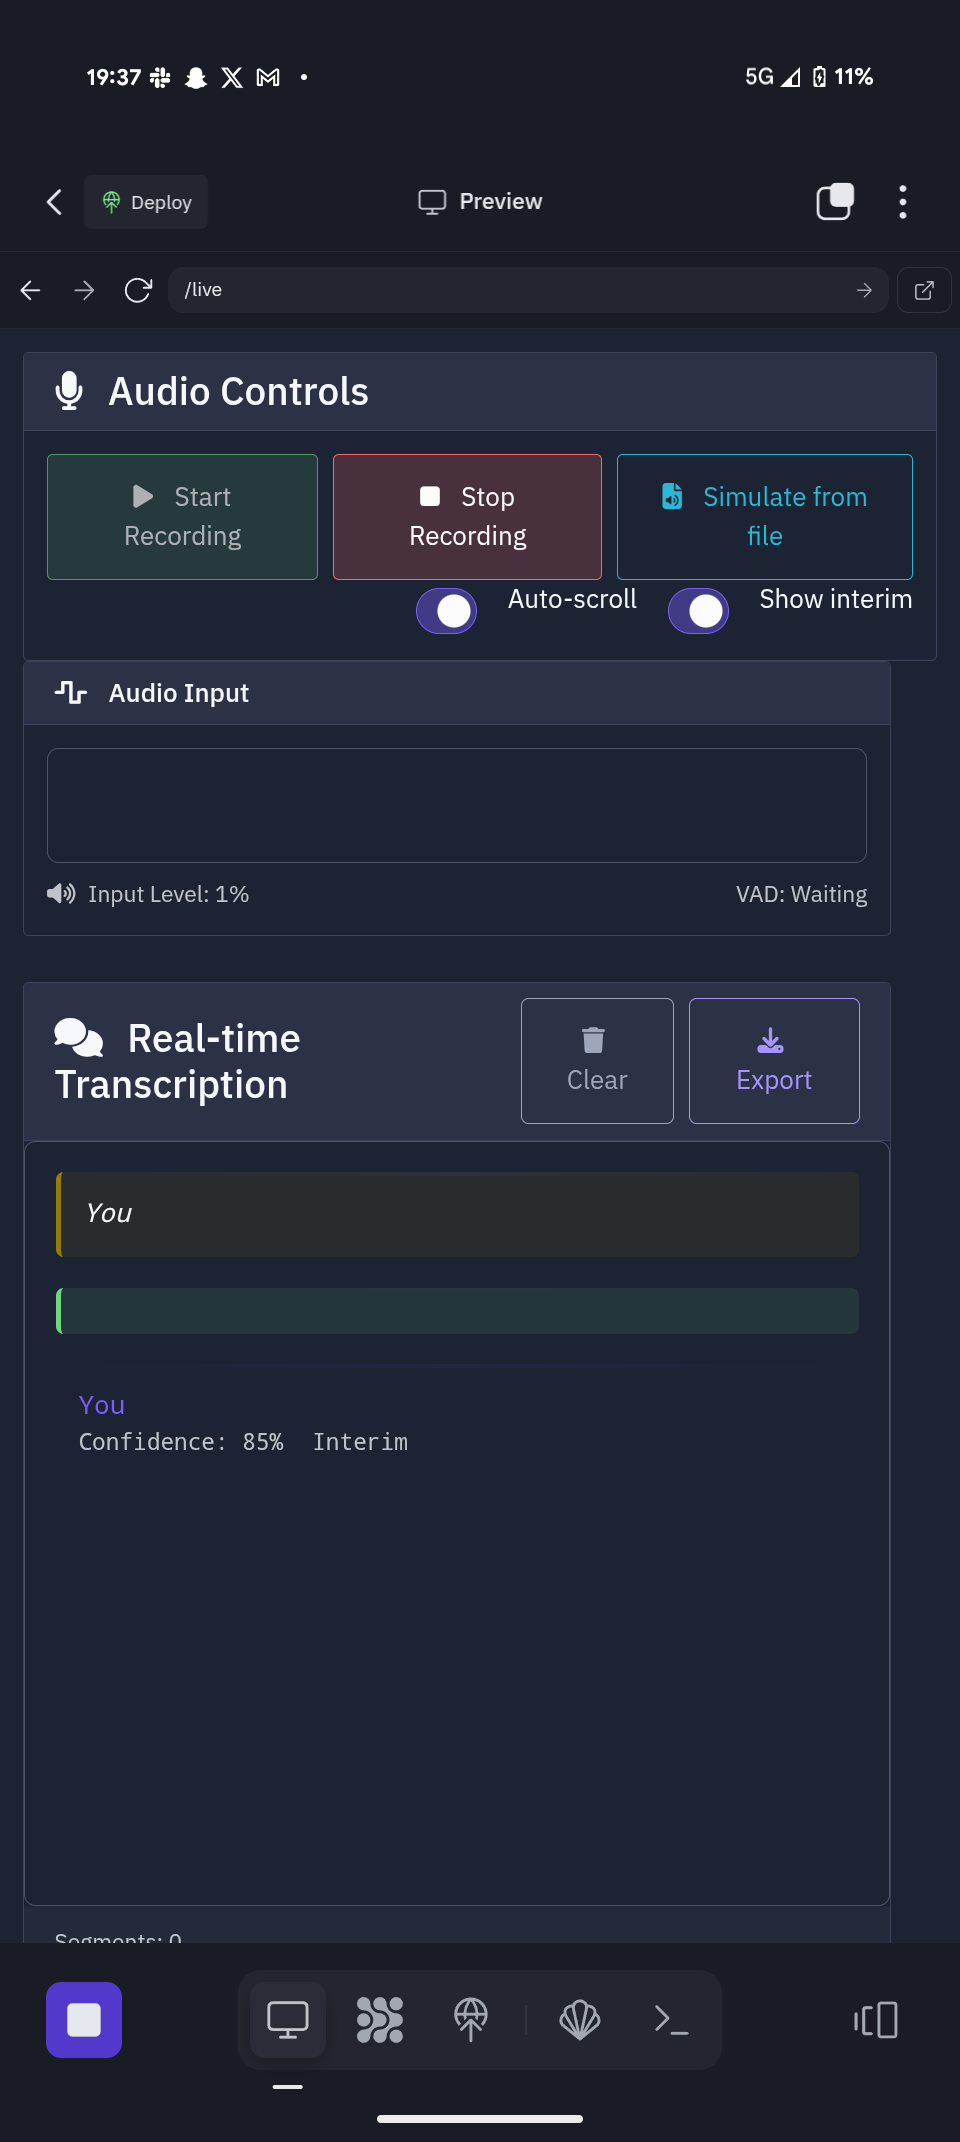 19:37
5G 11%
Deploy
Preview
/live
Audio Controls
Start
Recording
Stop
Recording
Simulate from
file
Auto-scroll
Show interim
Audio Input
Input Level: 1%
VAD: Waiting
Real-time
Transcription
Clear
Export
You
You
Confidence: 85% Interim
Segments: 0